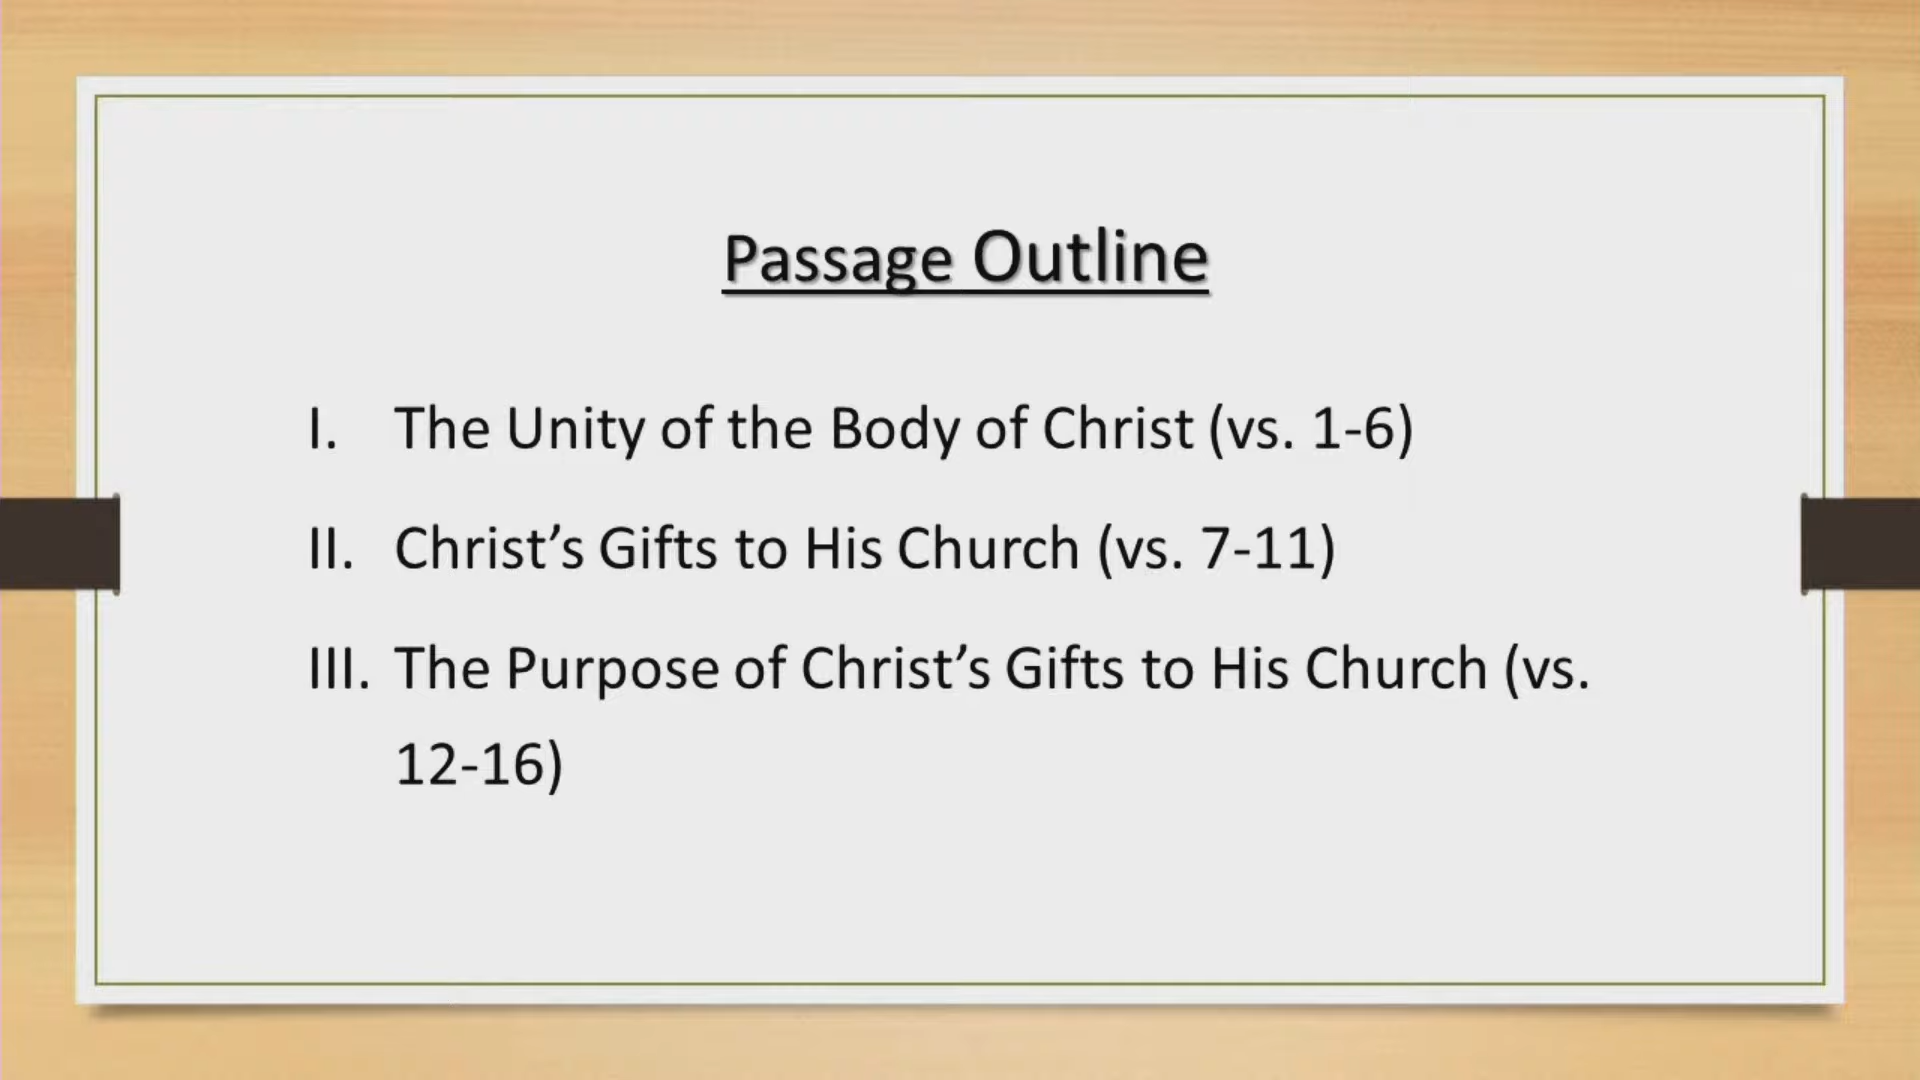 Passage Outline
I. The Unity of the Body of Christ (vs. 1-6)
II. Christ’s Gifts to His Church (vs. 7-11)
III. The Purpose of Christ’s Gifts to His Church (vs.
12-16)